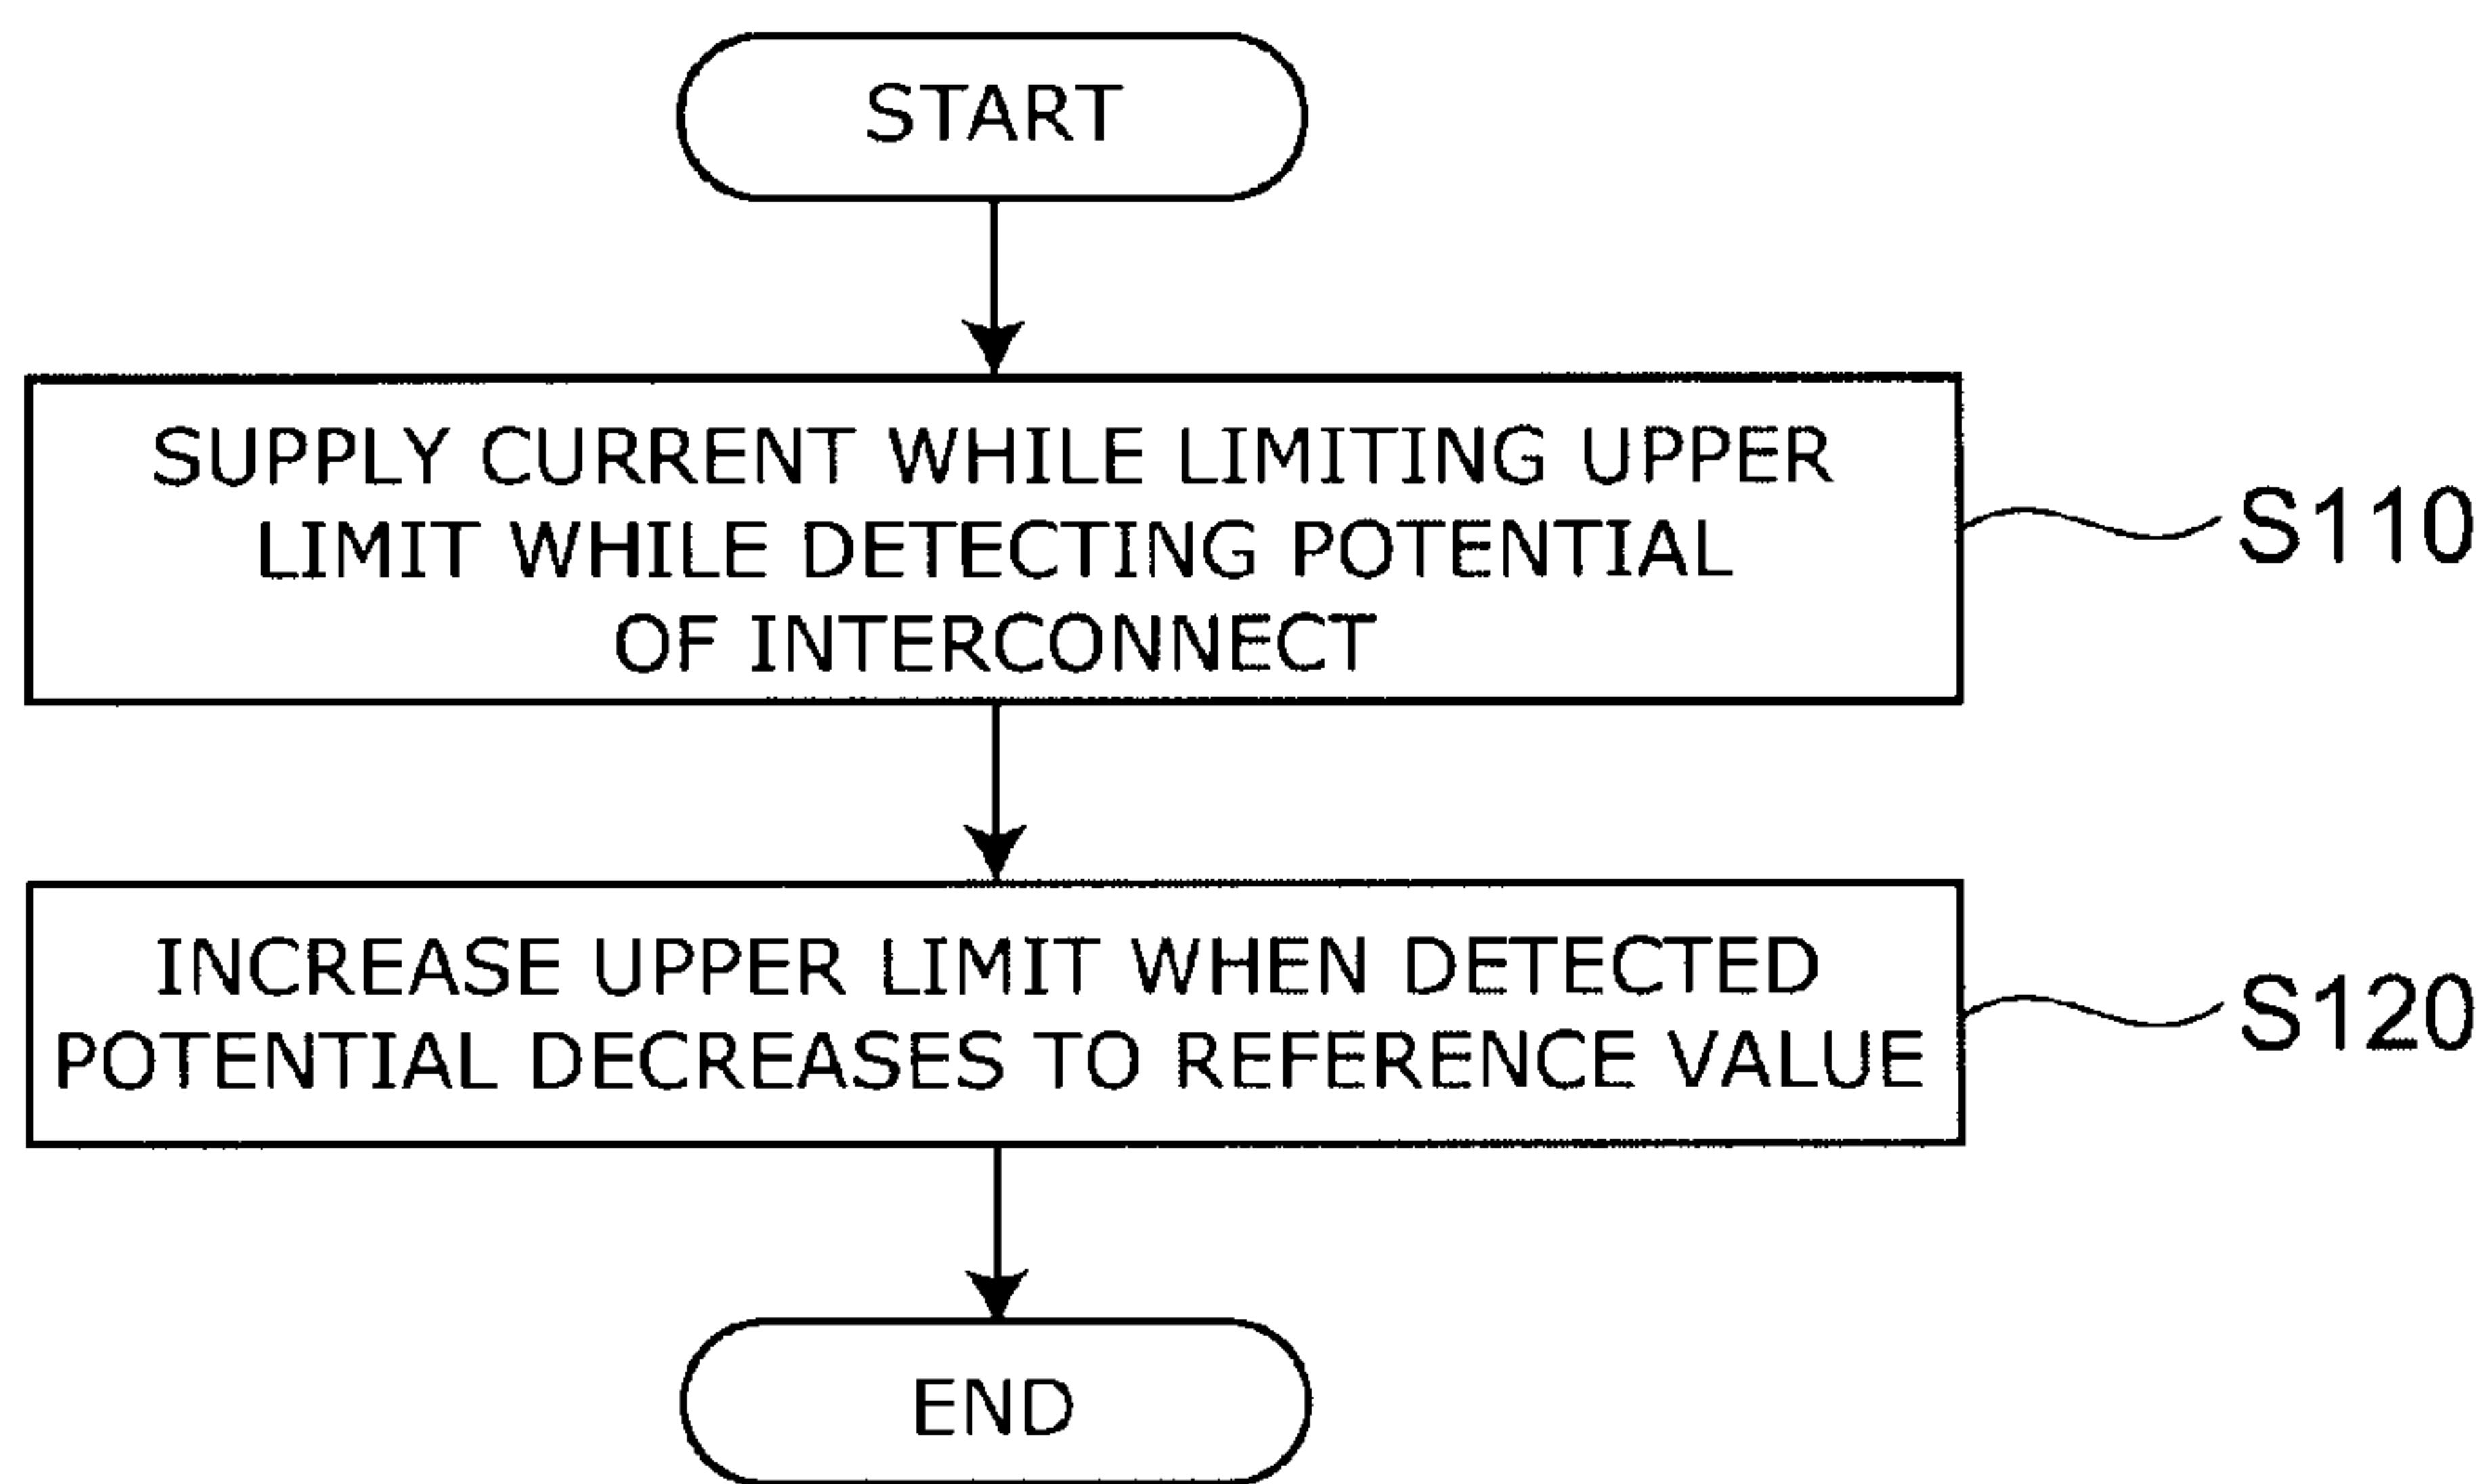 START
SUPPLY CURRENT WHILE LIMITING UPPER
LIMIT WHILE DETECTING POTENTIAL
OF INTERCONNECT
S110
INCREASE UPPER LIMIT WHEN DETECTED
POTENTIAL DECREASES TO REFERENCE VALUE
S120
END